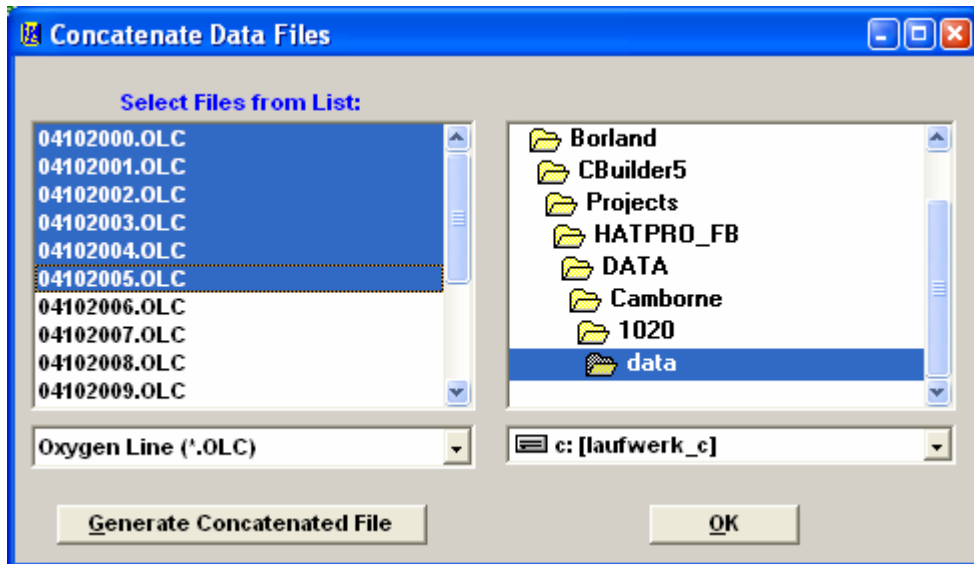 Concatenate Data Files
Select Files from List:
04102000.OLC
04102001.OLC
04102002.OLC
04102003.OLC
04102004.OLC
04102005.OLC
04102006.OLC
04102007.OLC
04102008.OLC
04102009.OLC
Oxygen Line (*.OLC)
Generate Concatenated File
Borland
CBuilder5
Projects
HATPRO_FB
DATA
Camborne
1020
data
c: [laufwerk_c]
OK